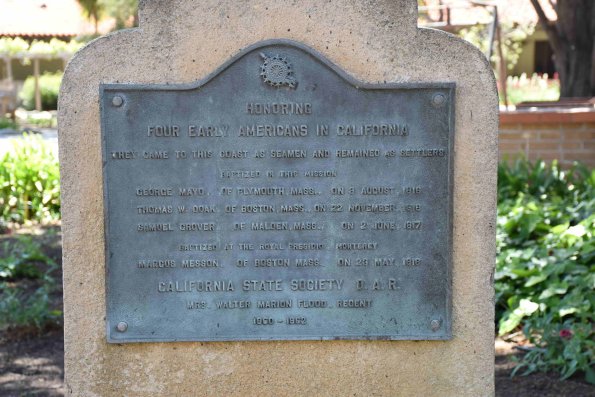 HONORING
FOUR EARLY AMERICANS IN CALIFORNIA
THEY CAME TO THIS COAST AS SEAMEN AND REMAINED AS SETTLERS
BAPTIZED IN THIS MISSION
GEORGE MAYO, OF PLYMOUTH MASS., ON 3 AUGUST, 1816
THOMAS W. DOAK, OF BOSTON, MASS., ON 22 NOVEMBER, 1816
SAMUEL GROVER, OF MALDEN, MASS., ON 2 JUNE, 1817
BAPTIZED AT THE ROYAL PRESIDIO, MONTEREY
MARCUS MESSON, OF BOSTON MASS., ON 29 MAY, 1818
CALIFORNIA STATE SOCIETY D. A. R.
MRS. WALTER MARION FLOOD, REGENT
1960 - 1962